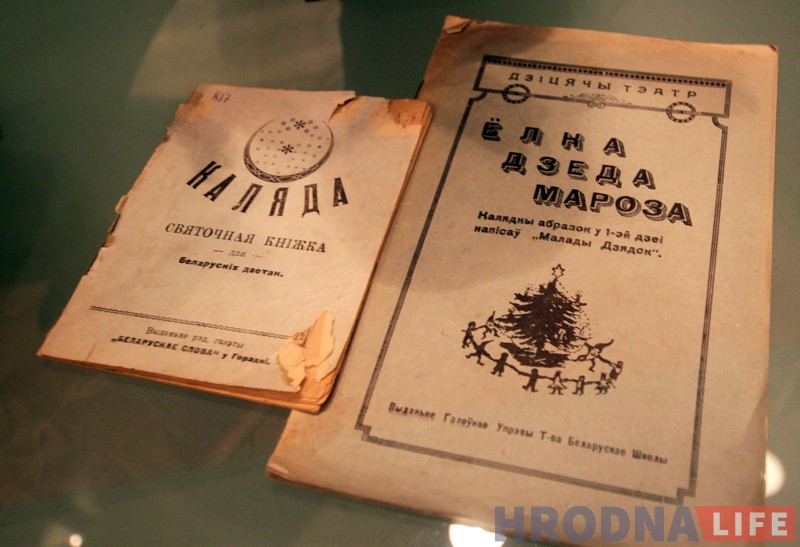 КАЛЯДА
СВЯТОЧНАЯ КНІЖКА
— для —
беларускіх дзетак.
Выданьне рэд. газэты
„БЕЛАРУСКАЕ СЛОВА" у Горадні.
ДЗІЦЯЧЫ ТЭАТР
ЁЛКА
ДЗЕДА
МАРОЗА
Калядны абразок у 1-эй дзеі
напісаў „Малады Дзядок".
Выданьне Галоўнае Управы Т-ва Беларускае Школы
HRODNA LIFE